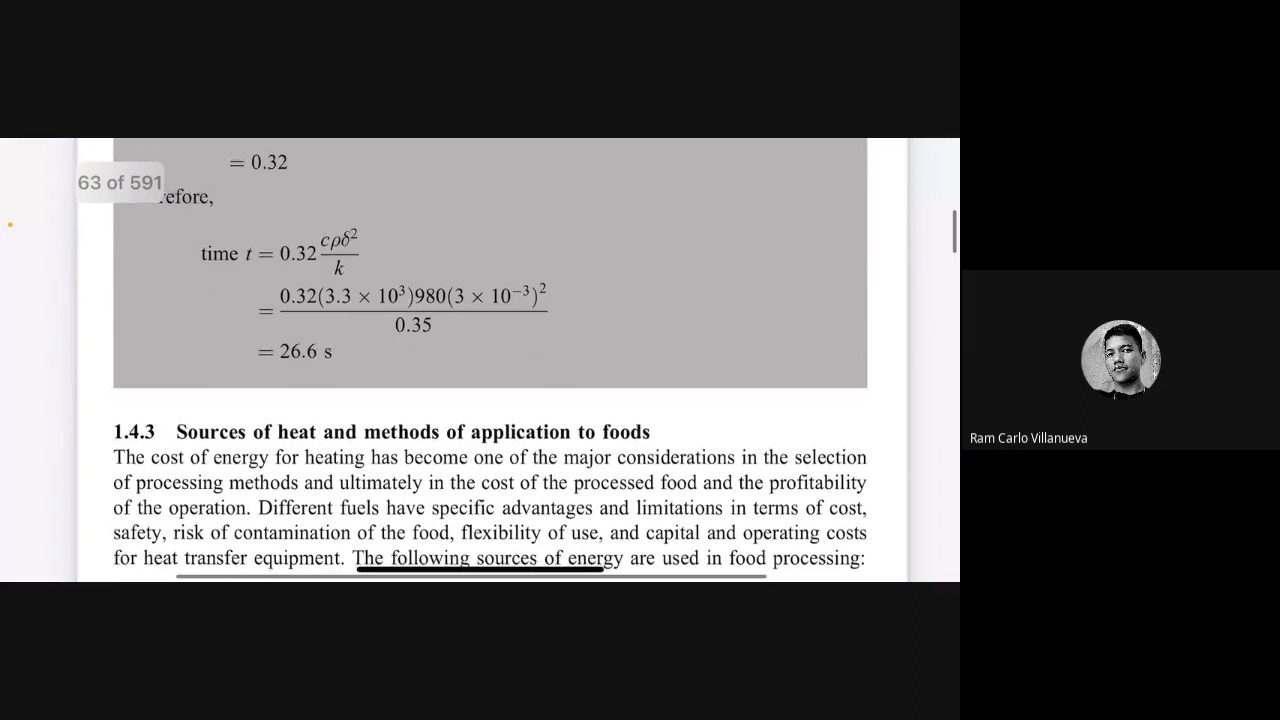 = 0.32
63 of 591
refore,
time t = 0.32 cρδ²/k
= 0.32(3.3 × 10³)980(3 × 10⁻³)²/0.35
= 26.6 s
1.4.3 Sources of heat and methods of application to foods
The cost of energy for heating has become one of the major considerations in the selection
of processing methods and ultimately in the cost of the processed food and the profitability
of the operation. Different fuels have specific advantages and limitations in terms of cost,
safety, risk of contamination of the food, flexibility of use, and capital and operating costs
for heat transfer equipment. The following sources of energy are used in food processing:
Ram Carlo Villanueva